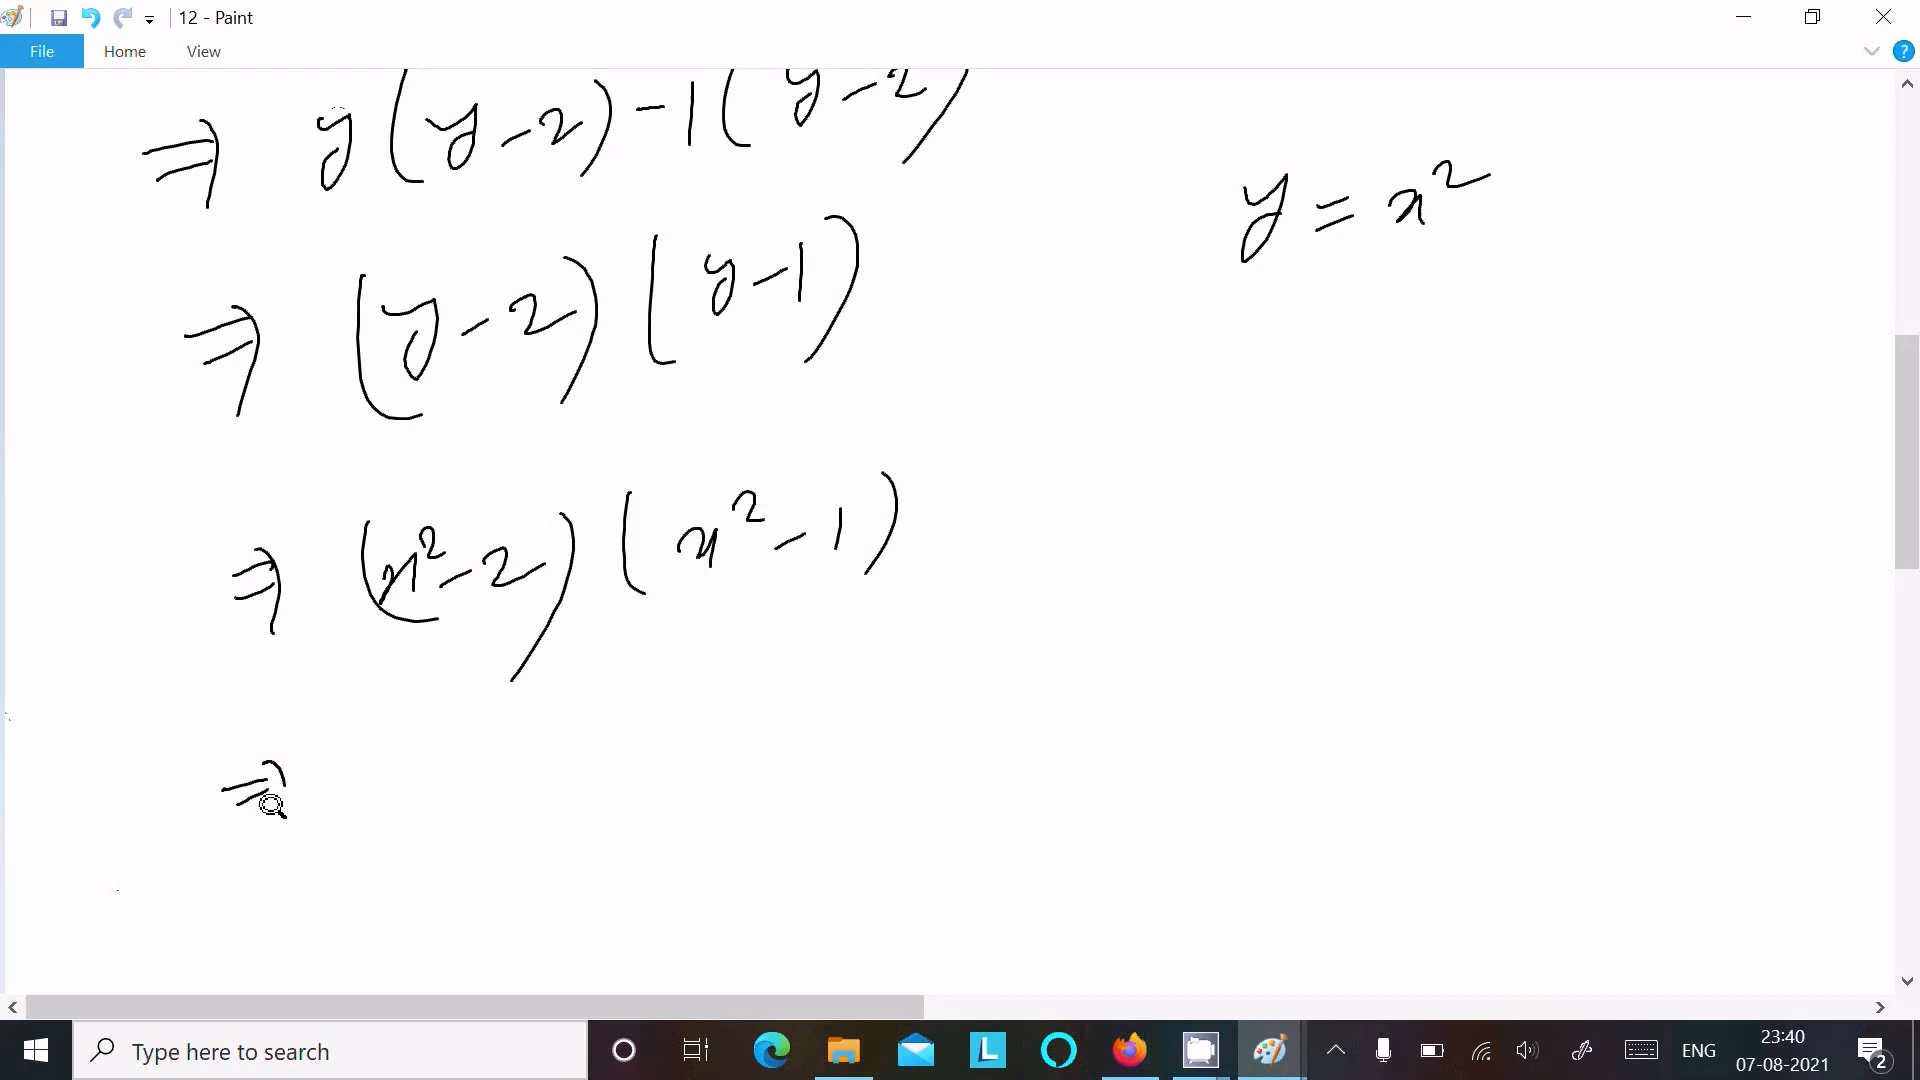 12 - Paint
File Home View
⇒ y(y-2)-1(y-2)
y = x²
⇒ (y-2)(y-1)
⇒ (x²-2)(x²-1)
⇒
Type here to search
L
ENG
23:40
07-08-2021
2